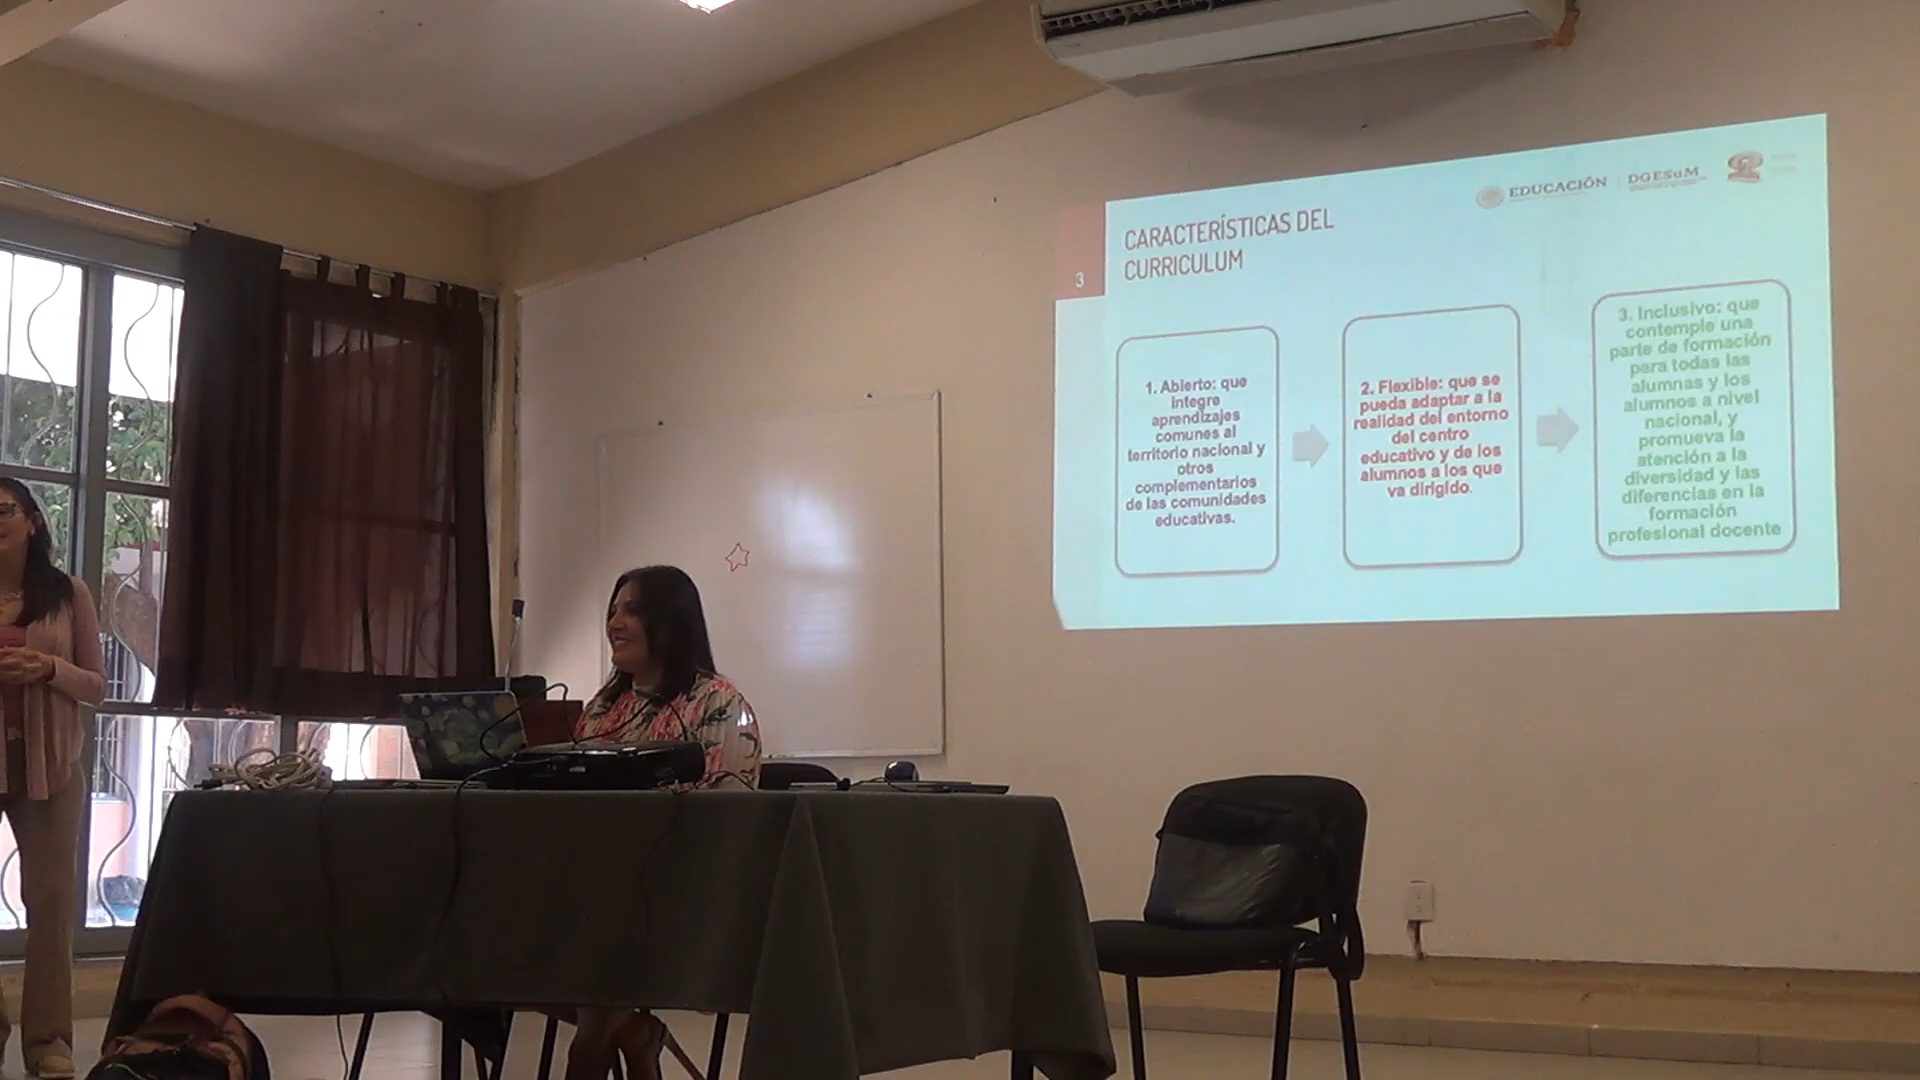 EDUCACIÓN
DGESuM
CARACTERÍSTICAS DEL
CURRICULUM
3
1. Abierto: que
integre
aprendizajes
comunes al
territorio nacional y
otros
complementarios
de las comunidades
educativas.
2. Flexible: que se
pueda adaptar a la
realidad del entorno
del centro
educativo y de los
alumnos a los que
va dirigido.
3. Inclusivo: que
contemple una
parte de formación
para todas las
alumnas y los
alumnos a nivel
nacional, y
promueva la
atención a la
diversidad y las
diferencias en la
formación
profesional docente